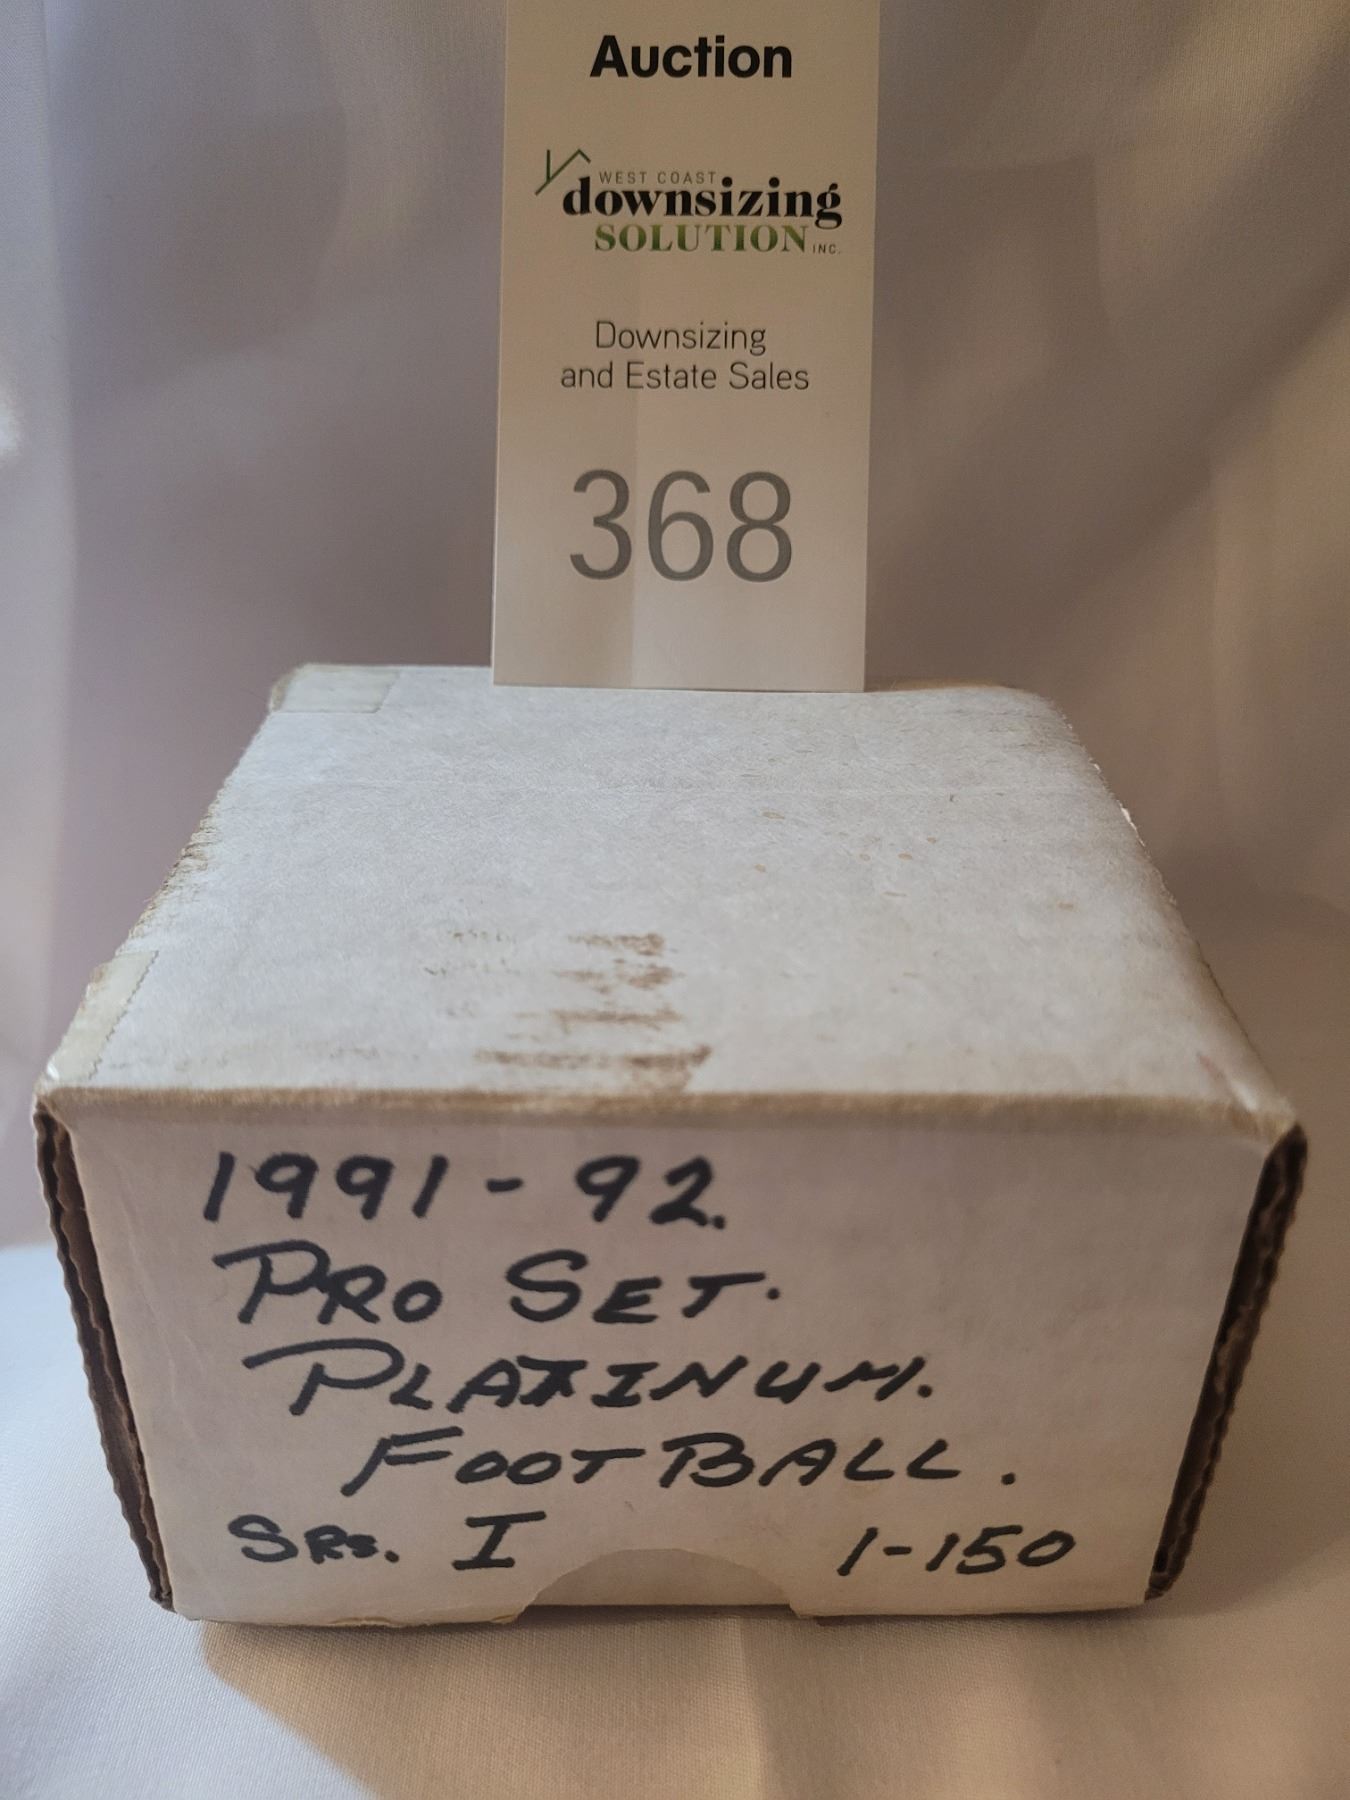 Auction
WEST COAST
downsizing
SOLUTION INC.
Downsizing
and Estate Sales
368
1991-92.
PRO SET.
PLATINUM.
FOOTBALL.
SRS. I 1-150